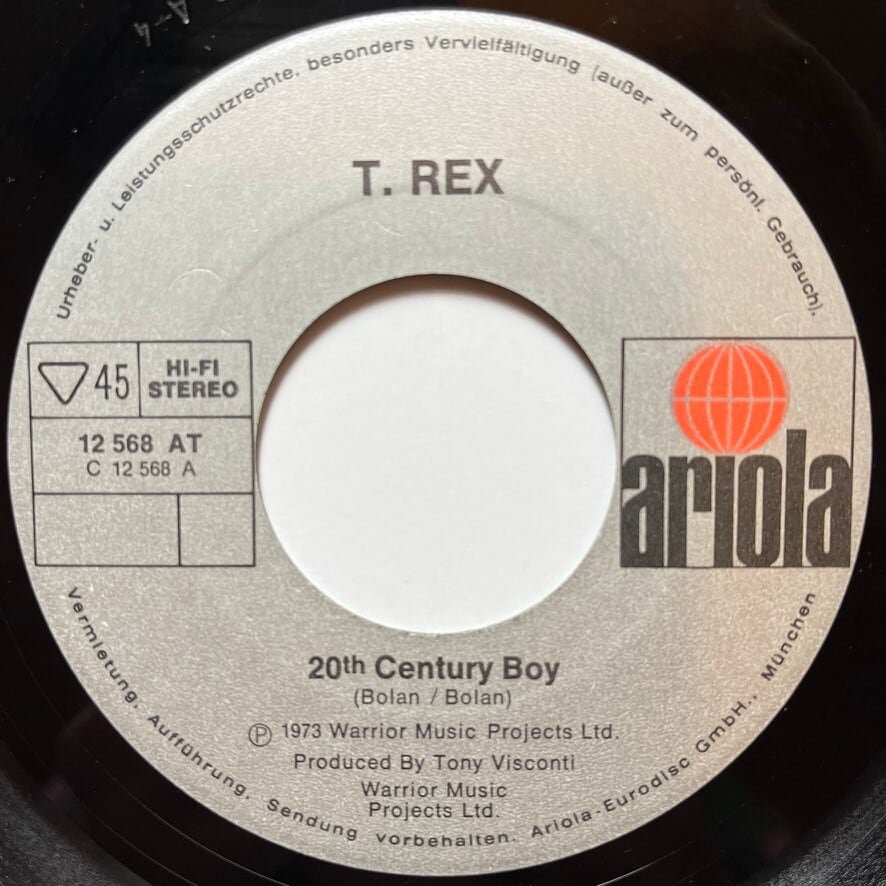 A-4
Urheber- u. Leistungsschutzrechte, besonders Vervielfältigung (außer zum persönl. Gebrauch),
T. REX
45
HI-FI
STEREO
12 568 AT
C 12 568 A
ariola
20th Century Boy
(Bolan / Bolan)
Ⓟ 1973 Warrior Music Projects Ltd.
Produced By Tony Visconti
Warrior Music
Projects Ltd.
Vermietung, Aufführung, Sendung vorbehalten. Ariola-Eurodisc GmbH., München